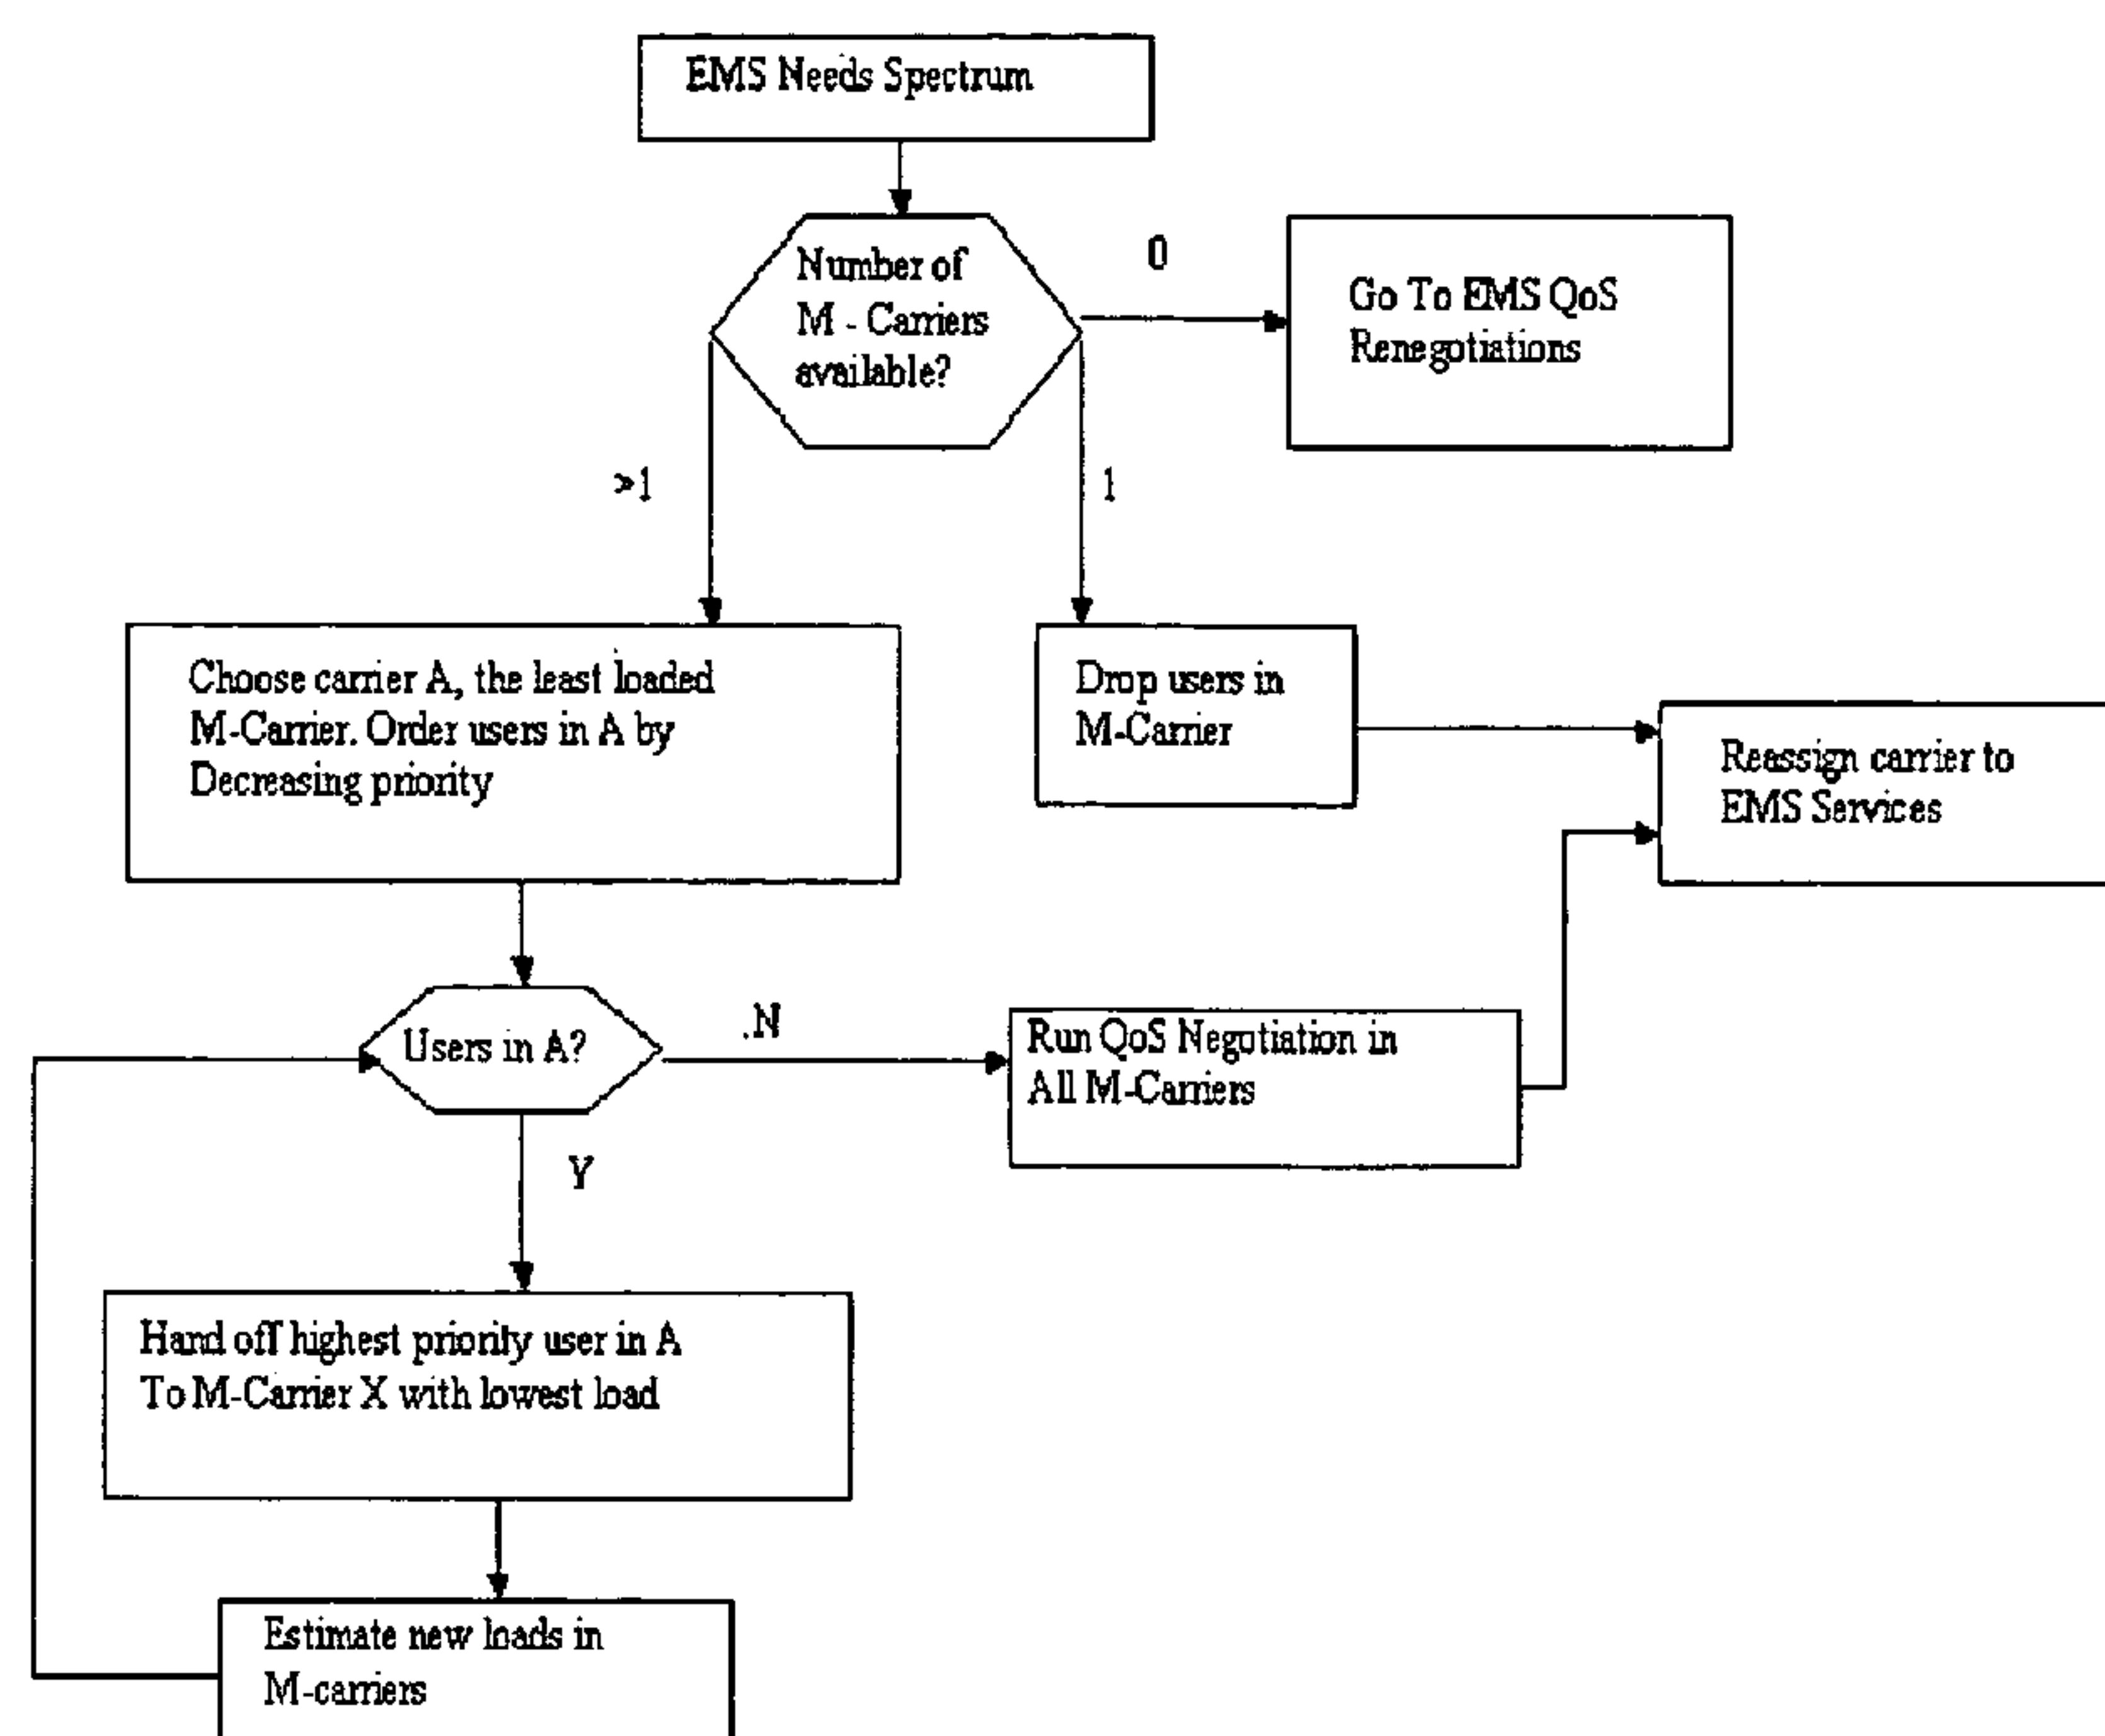 EMS Needs Spectrum
Number of
M - Carriers
available?
0
Go To EMS QoS
Renegotiations
>1
1
Choose carrier A, the least loaded
M-Carrier. Order users in A by
Decreasing priority
Drop users in
M-Carrier
Reassign carrier to
EMS Services
Users in A?
.N
Run QoS Negotiation in
All M-Carriers
Y
Hand off highest priority user in A
To M-Carrier X with lowest load
Estimate new loads in
M-carriers